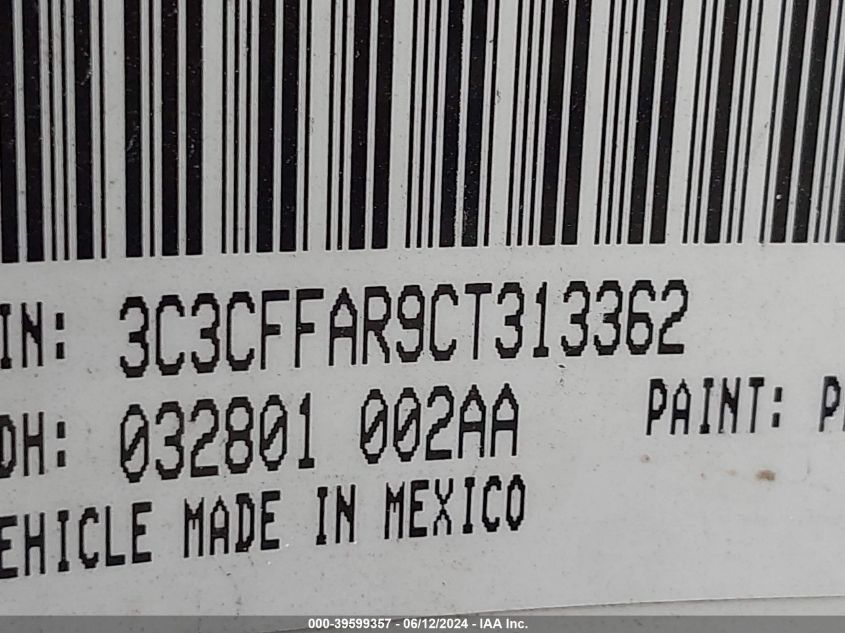 IN: 3C3CFFAR9CT313362
DH: 032801 002AA PAINT: P
EHICLE MADE IN MEXICO
000-39599357 - 06/12/2024 - IAA Inc.